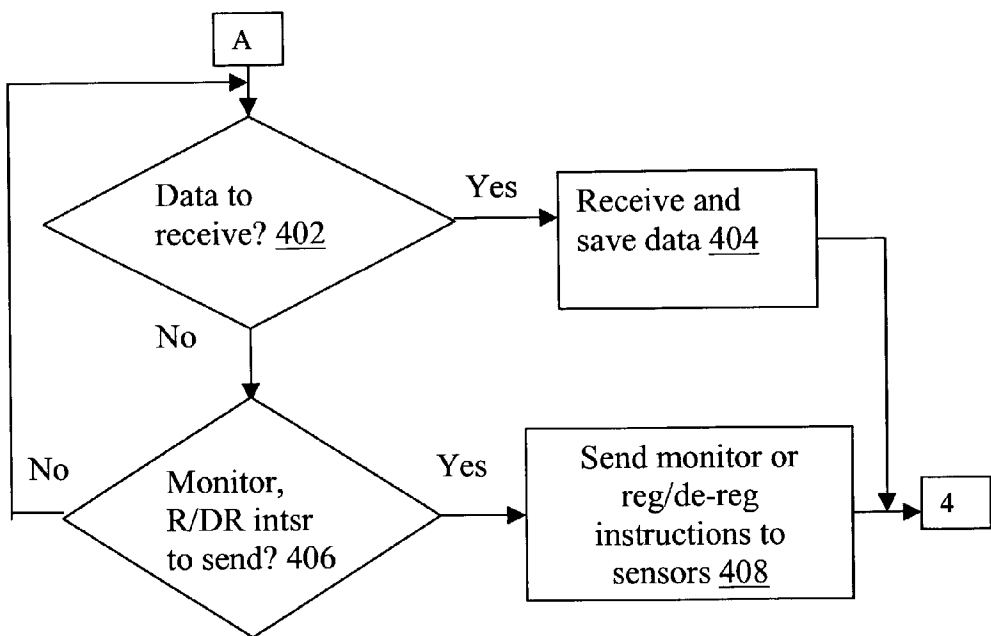 A
Data to
receive? 402
Yes
Receive and
save data 404
No
No
Monitor,
R/DR intsr
to send? 406
Yes
Send monitor or
reg/de-reg
instructions to
sensors 408
4